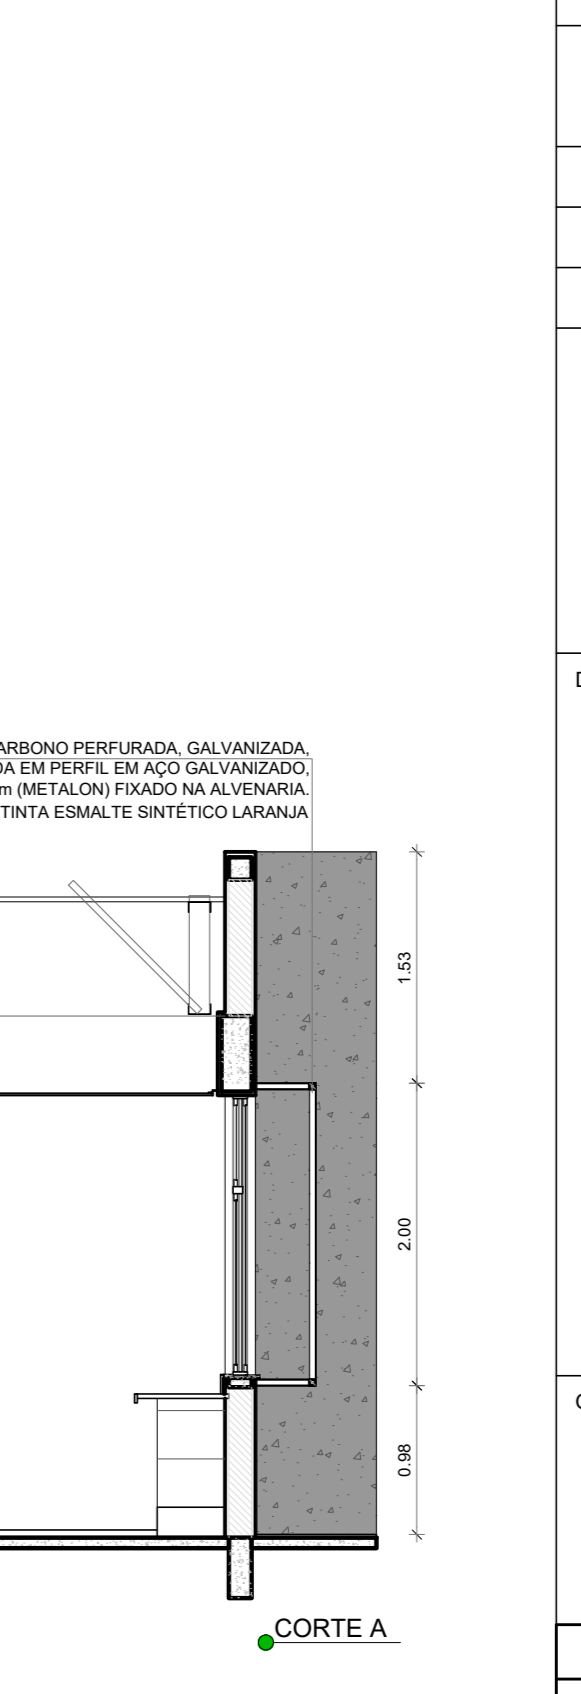 ARBONO PERFURADA, GALVANIZADA,
DA EM PERFIL EM AÇO GALVANIZADO,
m (METALON) FIXADO NA ALVENARIA.
TINTA ESMALTE SINTÉTICO LARANJA
1.53
2.00
0.98
CORTE A